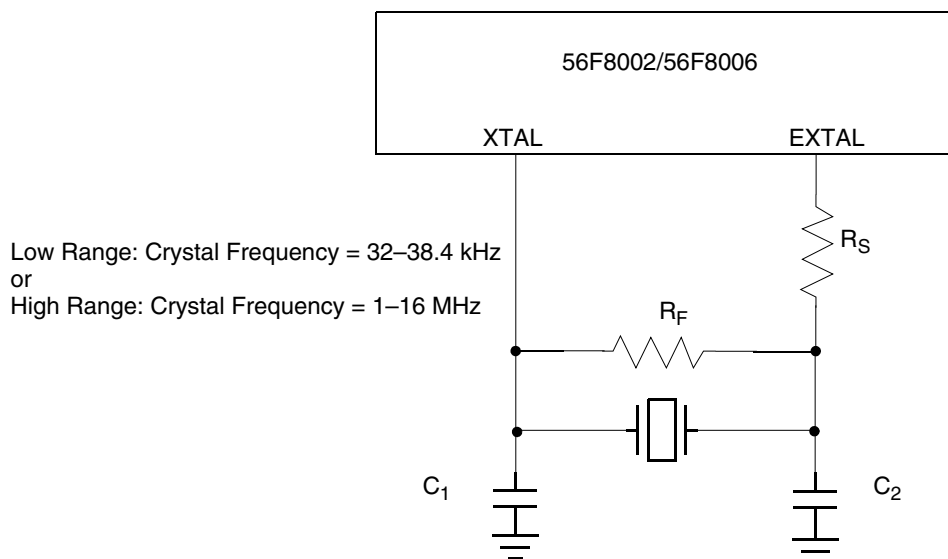 56F8002/56F8006
XTAL
EXTAL
Low Range: Crystal Frequency = 32–38.4 kHz
or
High Range: Crystal Frequency = 1–16 MHz
RS
RF
C1
C2